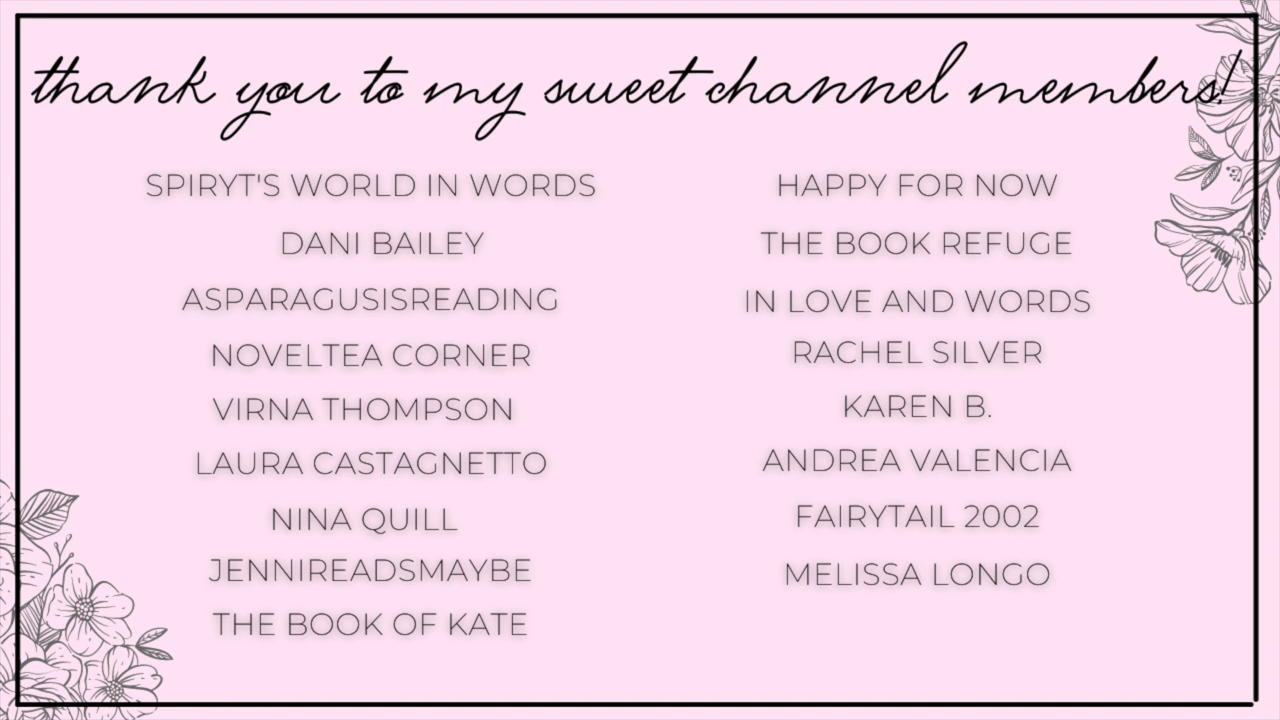 thank you to my sweet channel members!
SPIRYT'S WORLD IN WORDS
DANI BAILEY
ASPARAGUSISREADING
NOVELTEA CORNER
VIRNA THOMPSON
LAURA CASTAGNETTO
NINA QUILL
JENNIREADSMAYBE
THE BOOK OF KATE
HAPPY FOR NOW
THE BOOK REFUGE
IN LOVE AND WORDS
RACHEL SILVER
KAREN B.
ANDREA VALENCIA
FAIRYTAIL 2002
MELISSA LONGO